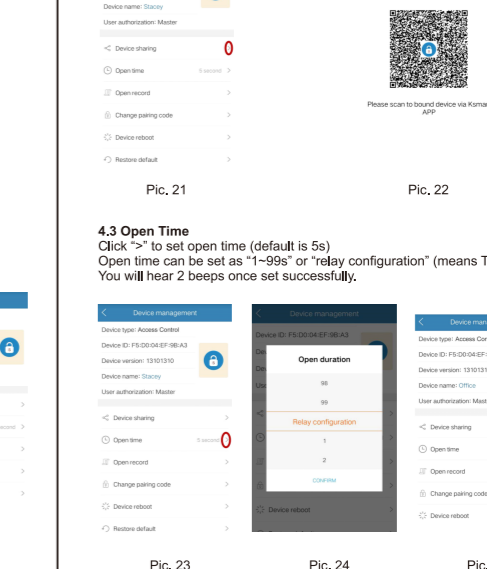 Device name: Stacey
User authorization: Master
Device sharing
Open time 5 second >
Open record >
Change pairing code >
Device reboot >
Restore default >
Pic. 21
Please scan to bound device via
APP
Pic. 22
4.3 Open Time
Click ">" to set open time (default is 5s)
Open time can be set as "1~99s" or "relay configuration" (means
You will hear 2 beeps once set successfully.
< Device management
Device type: Access Control
Device ID: F5:D0:04:EF:9B:A3
Device version: 13101310
Device name: Stacey
User authorization: Master
Device sharing >
Open time 5 second
Open record >
Change pairing code >
Device reboot >
Restore default >
Pic. 23
< Device management
Device ID: F5:D0:04:EF:9B:A3
Open duration
98
99
Relay configuration
1
2
CONFIRM
Device reboot
Pic. 24
< Device
Device type: Access
Device ID: F5:D0:04:EF:
Device version: 131013
Device name: Office
User authorization:
Device sharing
Open time
Open record
Change pairing code
Device reboot
Pic.